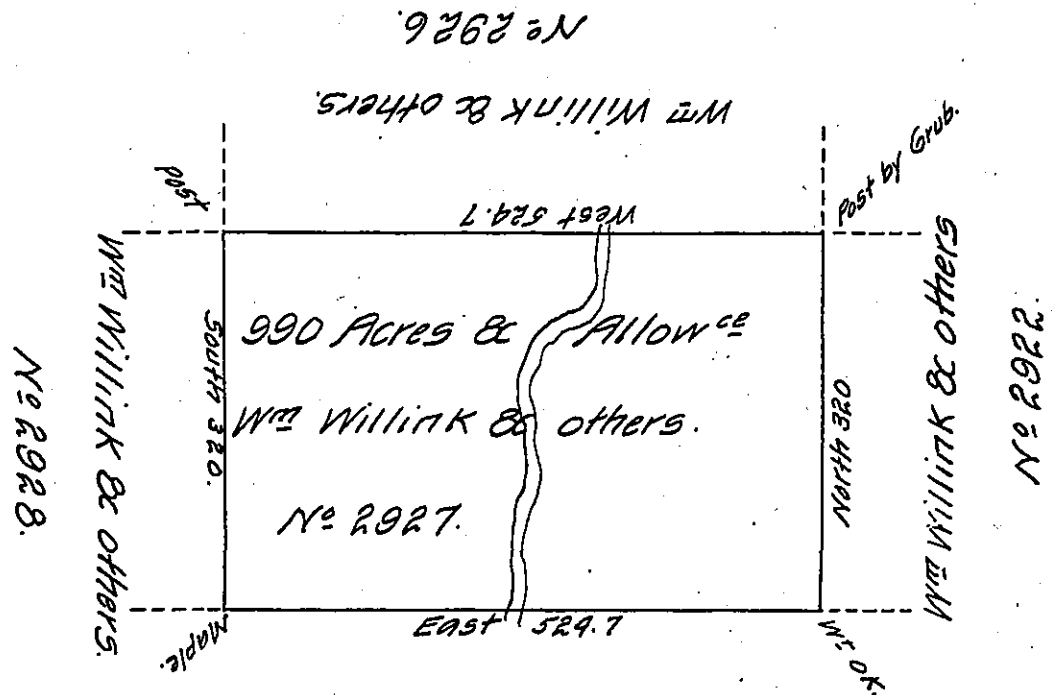 Nº 2926.
Wm Willink & others.
Post
Post by Grub.
West 524.7
Wm Willink & others.
Nº 2928.
South 320.
990 Acres & Allowce
Wm Willink & others.
Nº 2927.
North 320
Wm Willink & others
Nº 2922.
Maple.
East 524.7
Wt. Ok.